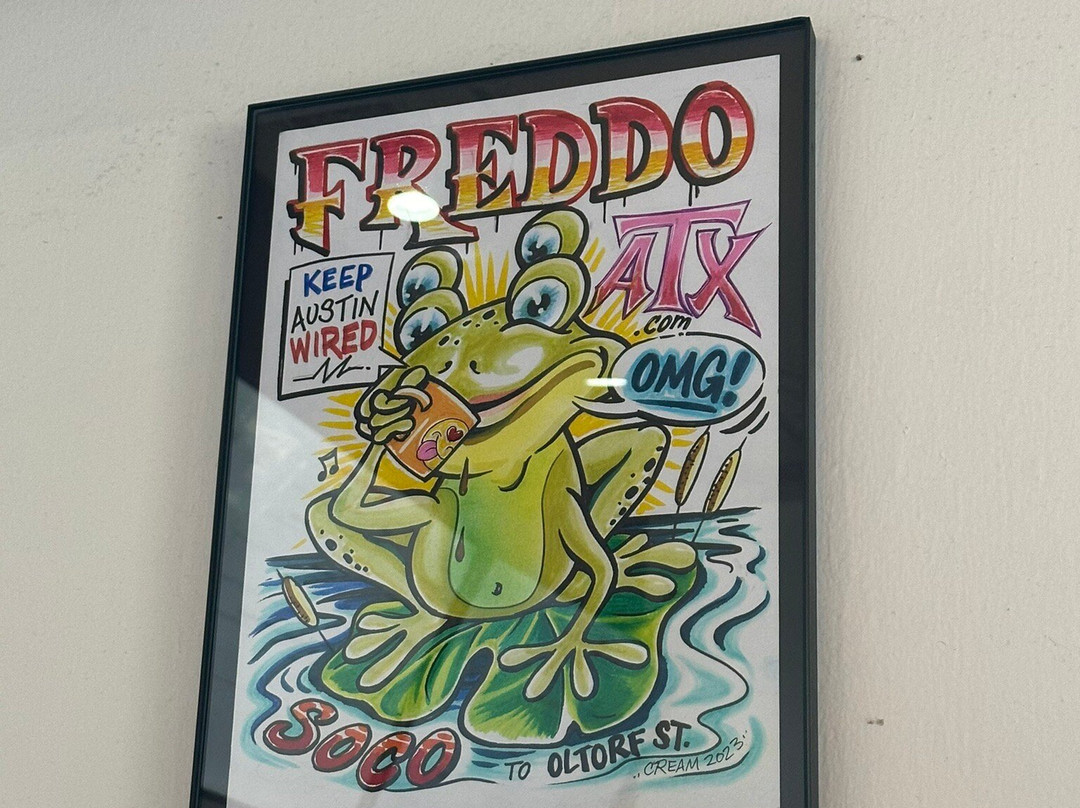 FREDDO
ATX
.com
KEEP
AUSTIN
WIRED
OMG!
SOCO
TO OLTORF ST.
CREAM 2023